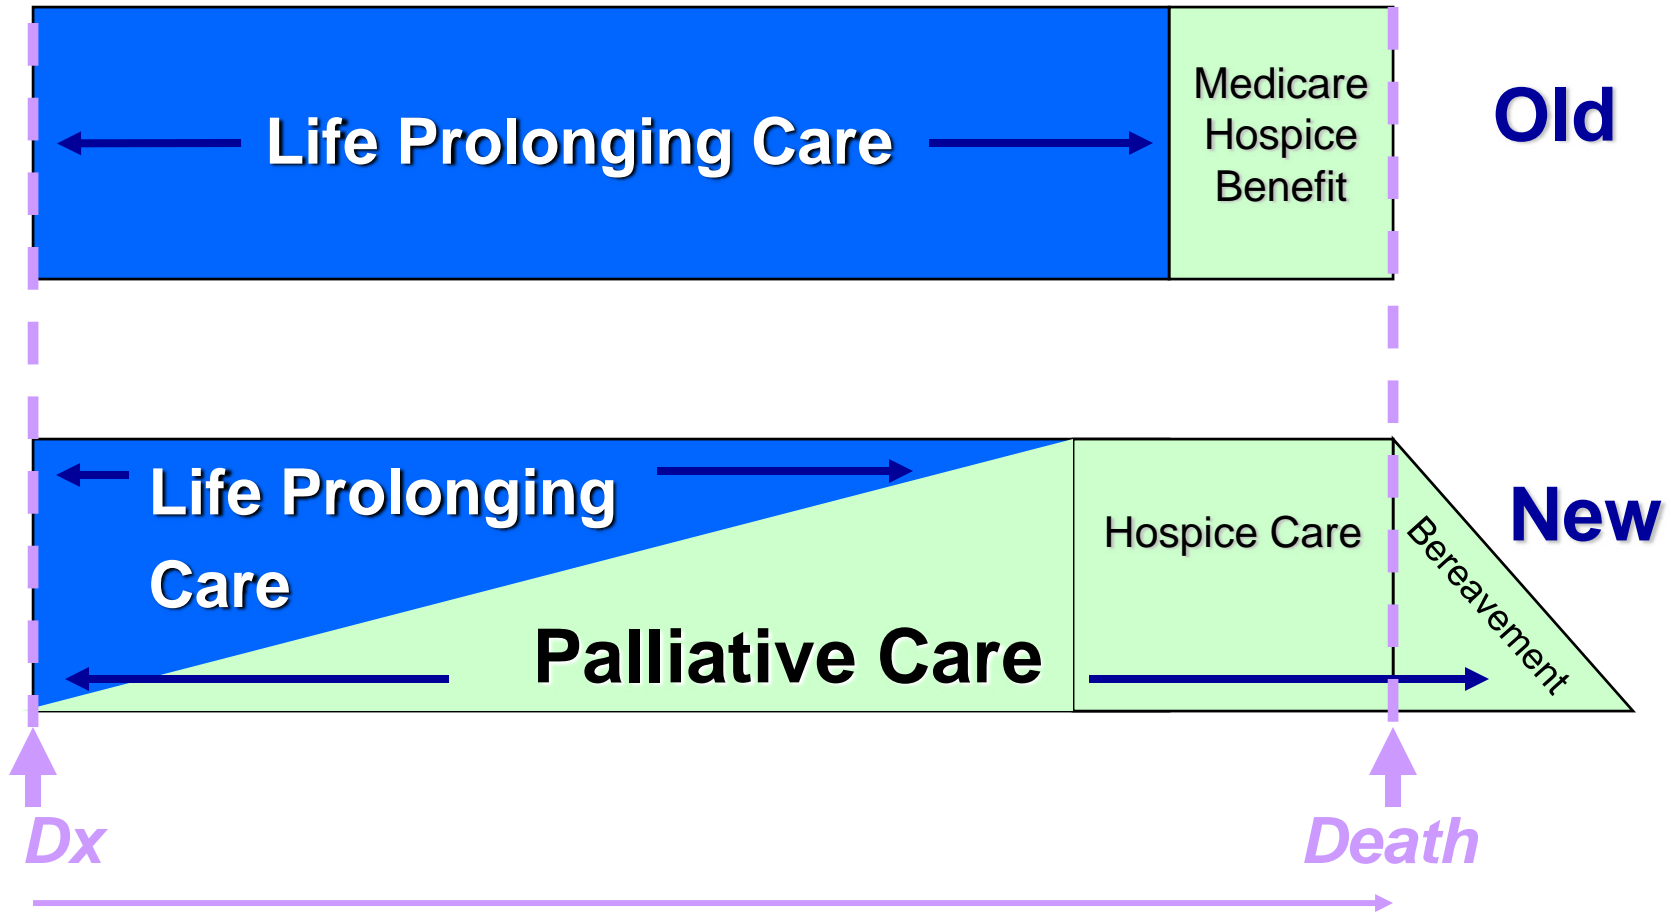 Life Prolonging Care
Medicare
Hospice
Benefit
Old
Life Prolonging
Care
Palliative Care
Hospice Care
Bereavement
New
Dx
Death